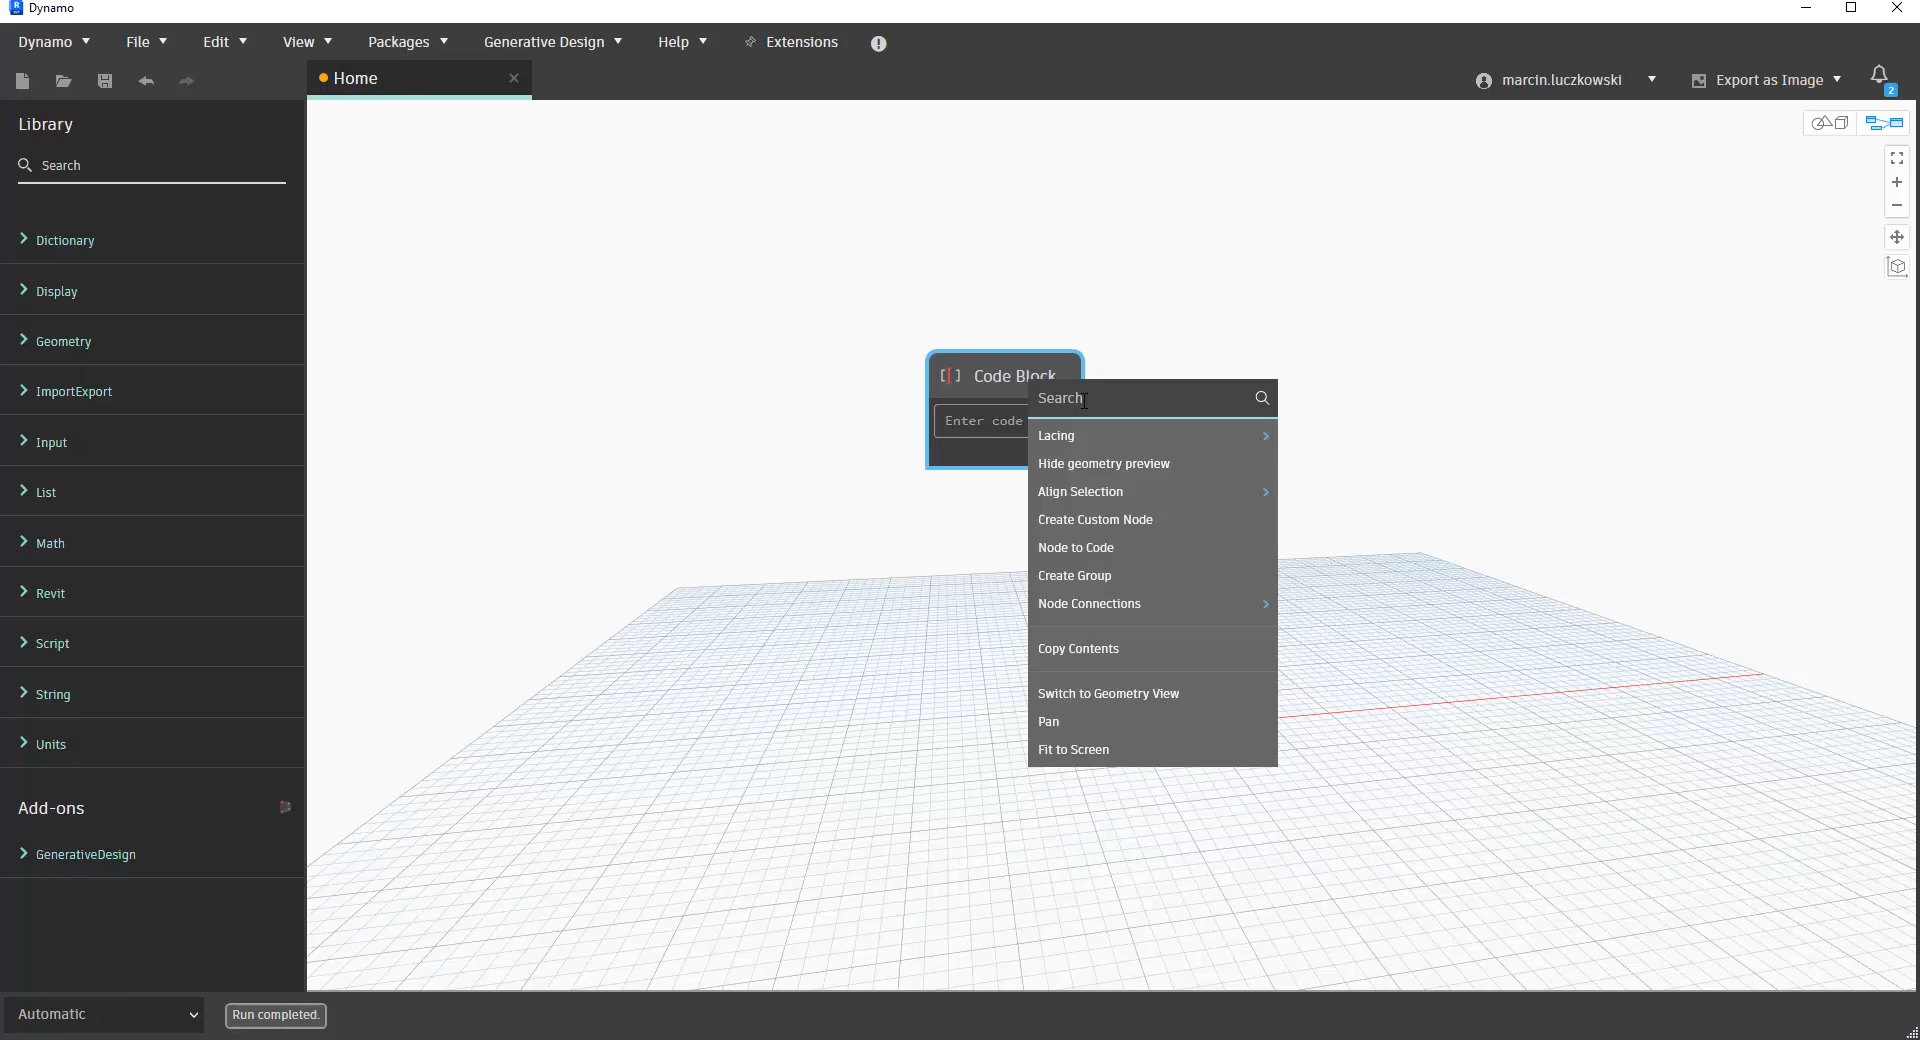 Dynamo
Dynamo File Edit View Packages Generative Design Help Extensions
Home
marcin.luczkowski Export as Image
2
Library
Search
Dictionary
Display
Geometry
ImportExport
Input
List
Math
Revit
Script
String
Units
Add-ons
GenerativeDesign
Code Block
Enter code
Search
Lacing
Hide geometry preview
Align Selection
Create Custom Node
Node to Code
Create Group
Node Connections
Copy Contents
Switch to Geometry View
Pan
Fit to Screen
Automatic
Run completed.